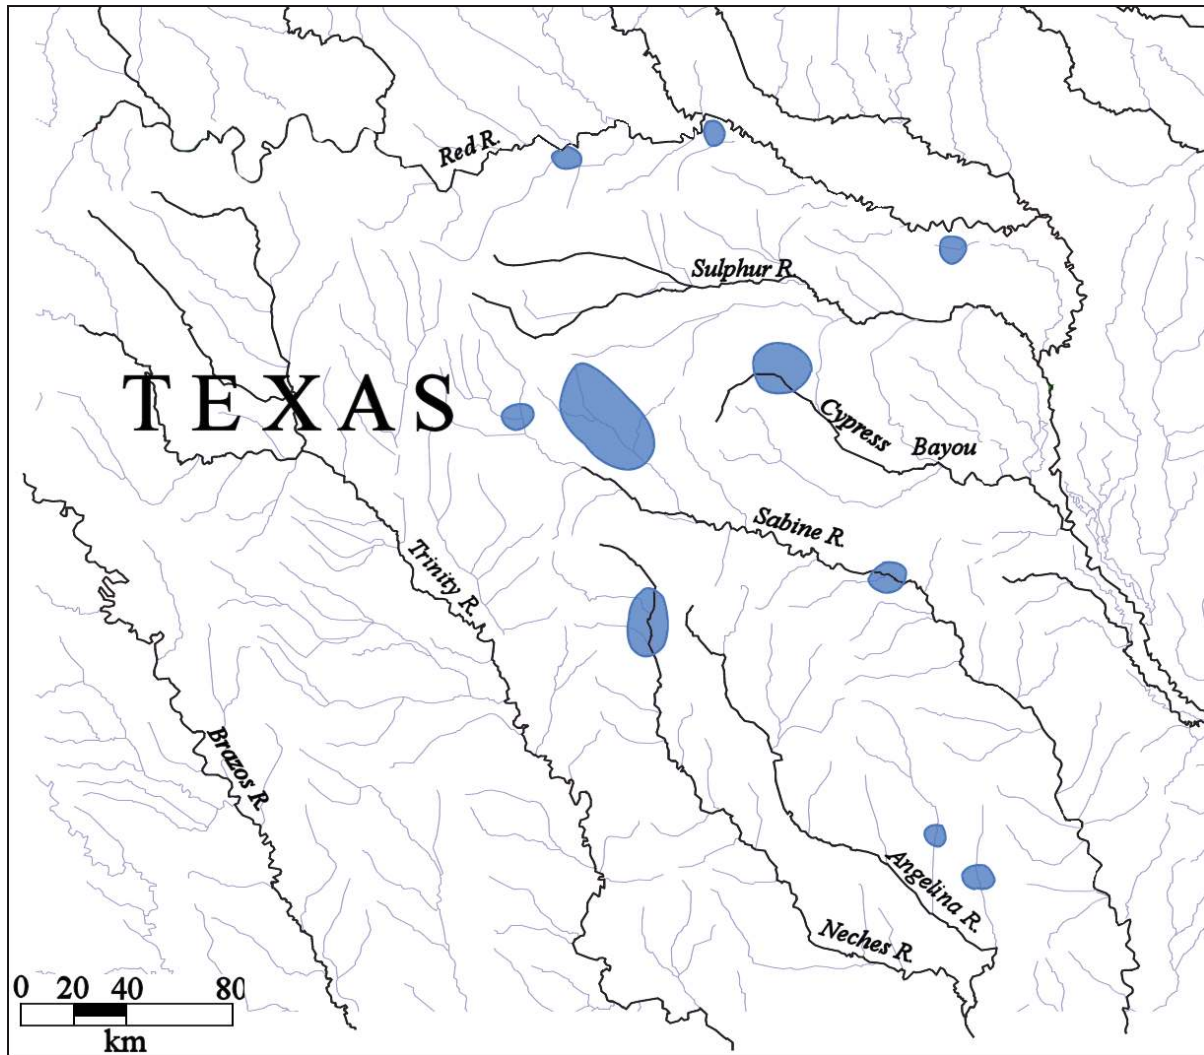 Red R.
Sulphur R.
TEXAS
Cypress Bayou
Sabine R.
Trinity R.
Brazos R.
Angelina R.
Neches R.
0 20 40 80
km